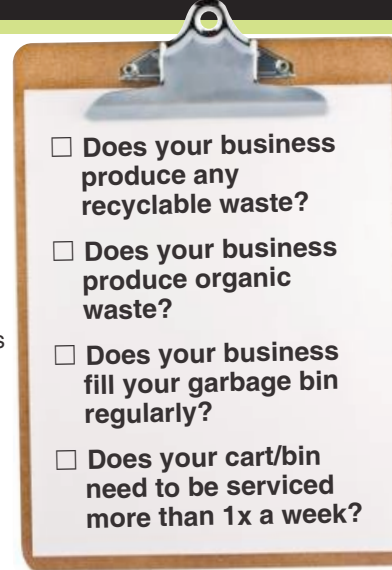 ☐ Does your business
produce any
recyclable waste?
☐ Does your business
produce organic
waste?
s
☐ Does your business
fill your garbage bin
regularly?
☐ Does your cart/bin
need to be serviced
more than 1x a week?